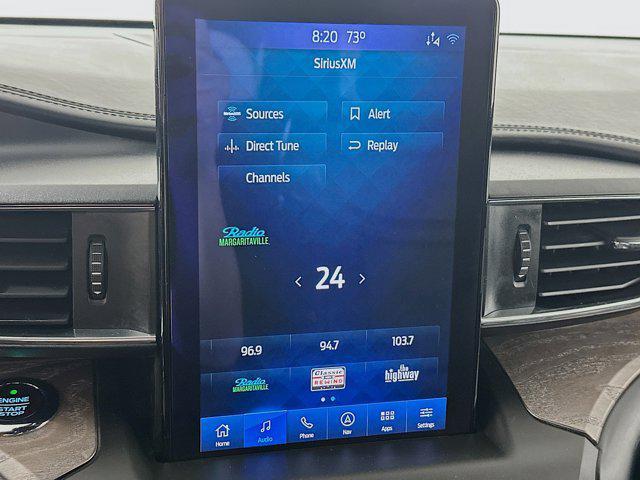 8:20 73°
SiriusXM
Sources
Alert
Direct Tune
Replay
Channels
Radio
MARGARITAVILLE
24
96.9
94.7
103.7
Radio
MARGARITAVILLE
Classic
REWIND
the
highway
Home
Audio
Phone
Nav
Apps
Settings
ENGINE
START
STOP